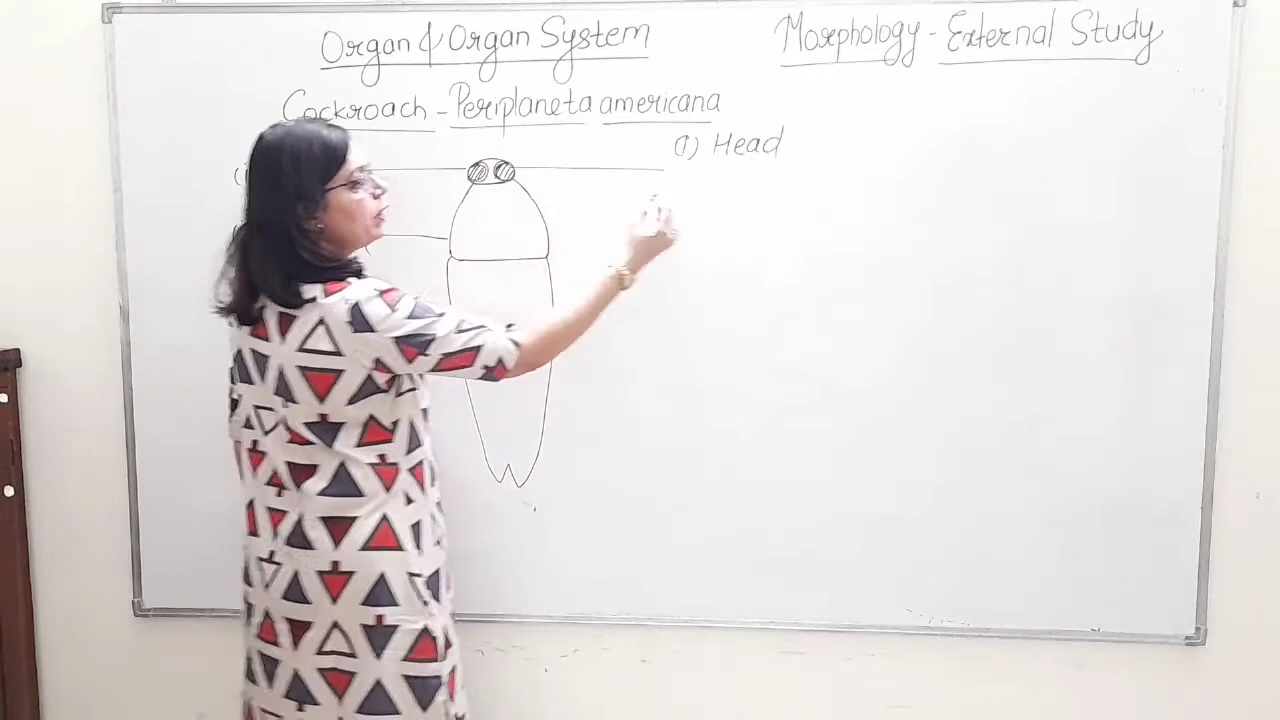 Organ & Organ System
Morphology - External Study
Cockroach - Periplaneta americana
(1) Head